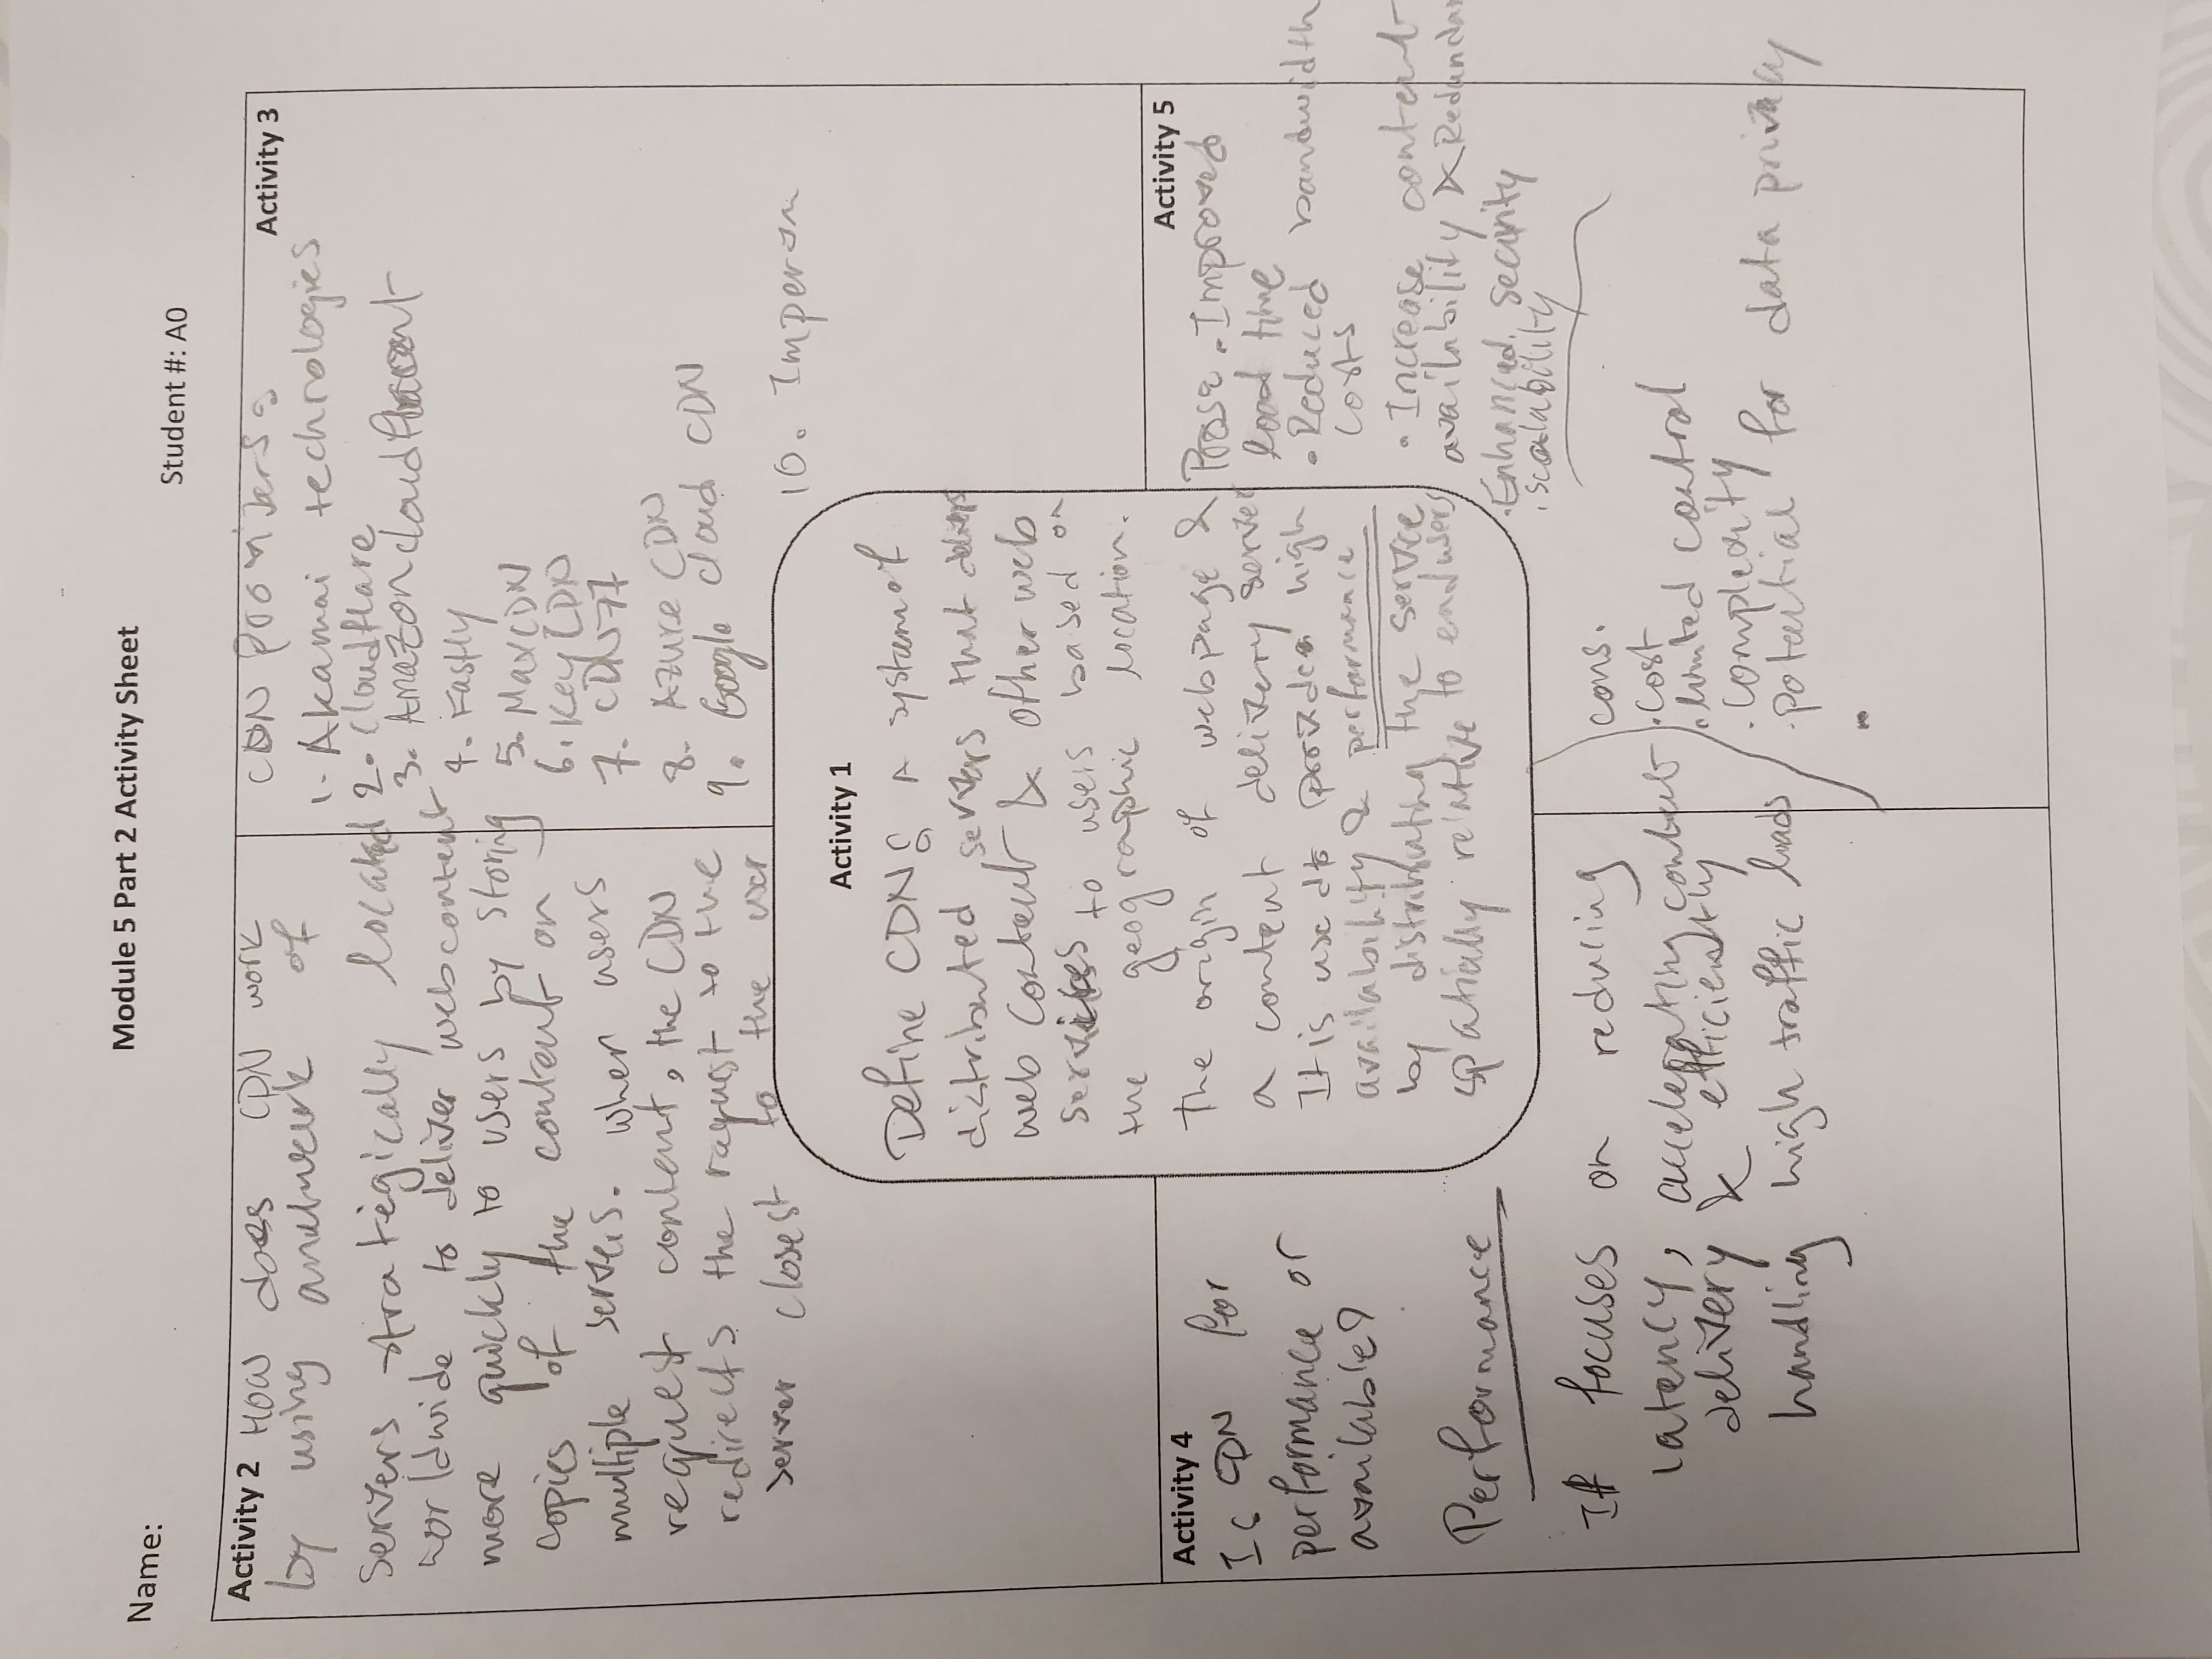 Module 5 Part 2 Activity Sheet
Name:
Student #: A0
Activity 2 How does CDN work
by using anetwork of
servers strategically located
worldwide to deliver web content
more quickly to users by storing
copies of the content on
multiple servers. When users
request content, the CDN
redirects the request to the
server closest to the user
Activity 3
CDN Providers:
1. Akamai technologies
2. Cloudflare
3. Amazon cloudfront
4. Fastly
5. MaxCDN
6. Key CDN
7. CDN77
8. Azure CDN
9. Google cloud CDN
10. Imperva
Activity 1
Define CDN: A system of
distributed servers that delivers
web content & other web
services to users based on
the geographic location.
The origin of webpage &
a content delivery server
It is used to provide high
availability & performance
by distributing the service
spatially relative to end users
Activity 4
Is CDN for
performance or
available?
Performance
It focuses on reducing
latency, accelerating content
delivery & efficiently
handling high traffic loads
Activity 5
Pros: . Improved
load time
. Reduced bandwidth
costs
. Increase content
availability & Redundan
. Enhanced security
. scalability
cons.
. Cost
. limited control
. Complexity
. potential for data privacy